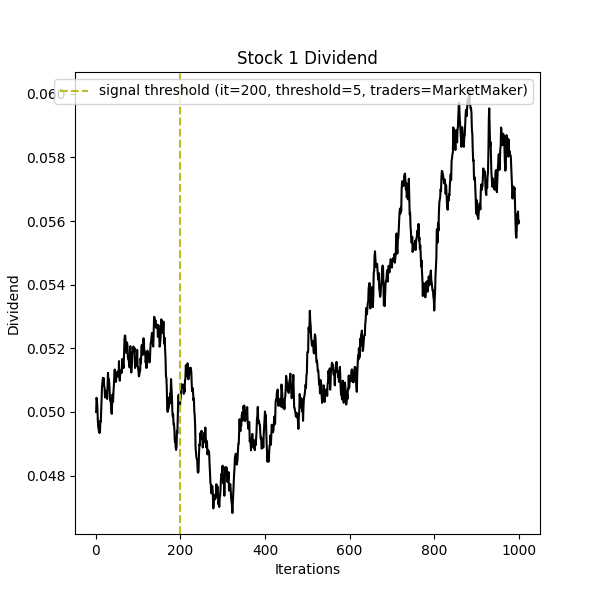 Stock 1 Dividend
signal threshold (it=200, threshold=5, traders=MarketMaker)
0.060
0.058
0.056
0.054
0.052
0.050
0.048
Dividend
0 200 400 600 800 1000
Iterations